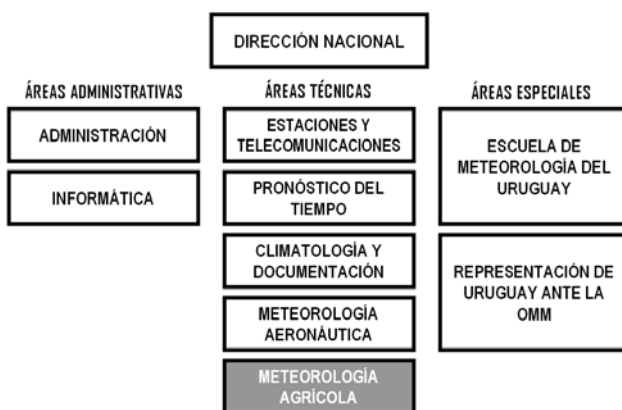 DIRECCIÓN NACIONAL
ÁREAS ADMINISTRATIVAS
ADMINISTRACIÓN
INFORMÁTICA
ÁREAS TÉCNICAS
ESTACIONES Y
TELECOMUNICACIONES
PRONÓSTICO DEL
TIEMPO
CLIMATOLOGÍA Y
DOCUMENTACIÓN
METEOROLOGÍA
AERONÁUTICA
METEOROLOGÍA
AGRÍCOLA
ÁREAS ESPECIALES
ESCUELA DE
METEOROLOGÍA DEL
URUGUAY
REPRESENTACIÓN DE
URUGUAY ANTE LA
OMM